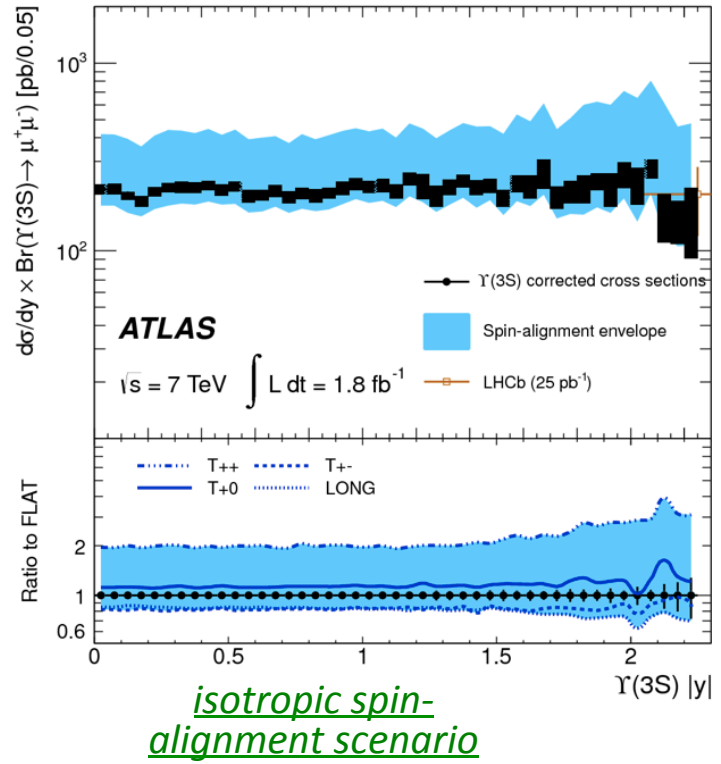 dσ/dy × Br(ϒ(3S)→ μ⁺μ⁻) [pb/0.05]
10³
10²
ϒ(3S) corrected cross sections
ATLAS
Spin-alignment envelope
√s = 7 TeV ∫ L dt = 1.8 fb⁻¹
LHCb (25 pb⁻¹)
Ratio to FLAT
T++ T+-
T+0 LONG
2
1
0.6
0 0.5 1 1.5 2
ϒ(3S) |y|
isotropic spin-
alignment scenario